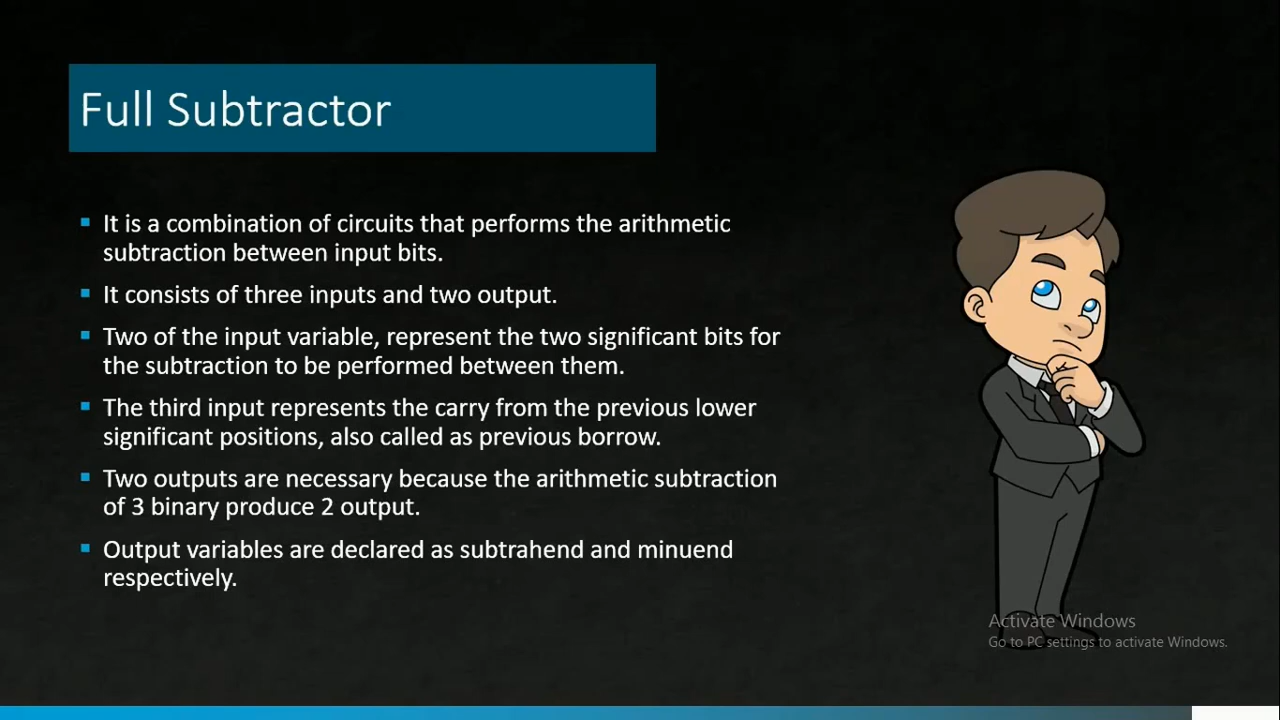 Full Subtractor
It is a combination of circuits that performs the arithmetic
subtraction between input bits.
It consists of three inputs and two output.
Two of the input variable, represent the two significant bits for
the subtraction to be performed between them.
The third input represents the carry from the previous lower
significant positions, also called as previous borrow.
Two outputs are necessary because the arithmetic subtraction
of 3 binary produce 2 output.
Output variables are declared as subtrahend and minuend
respectively.
Activate Windows
Go to PC settings to activate Windows.